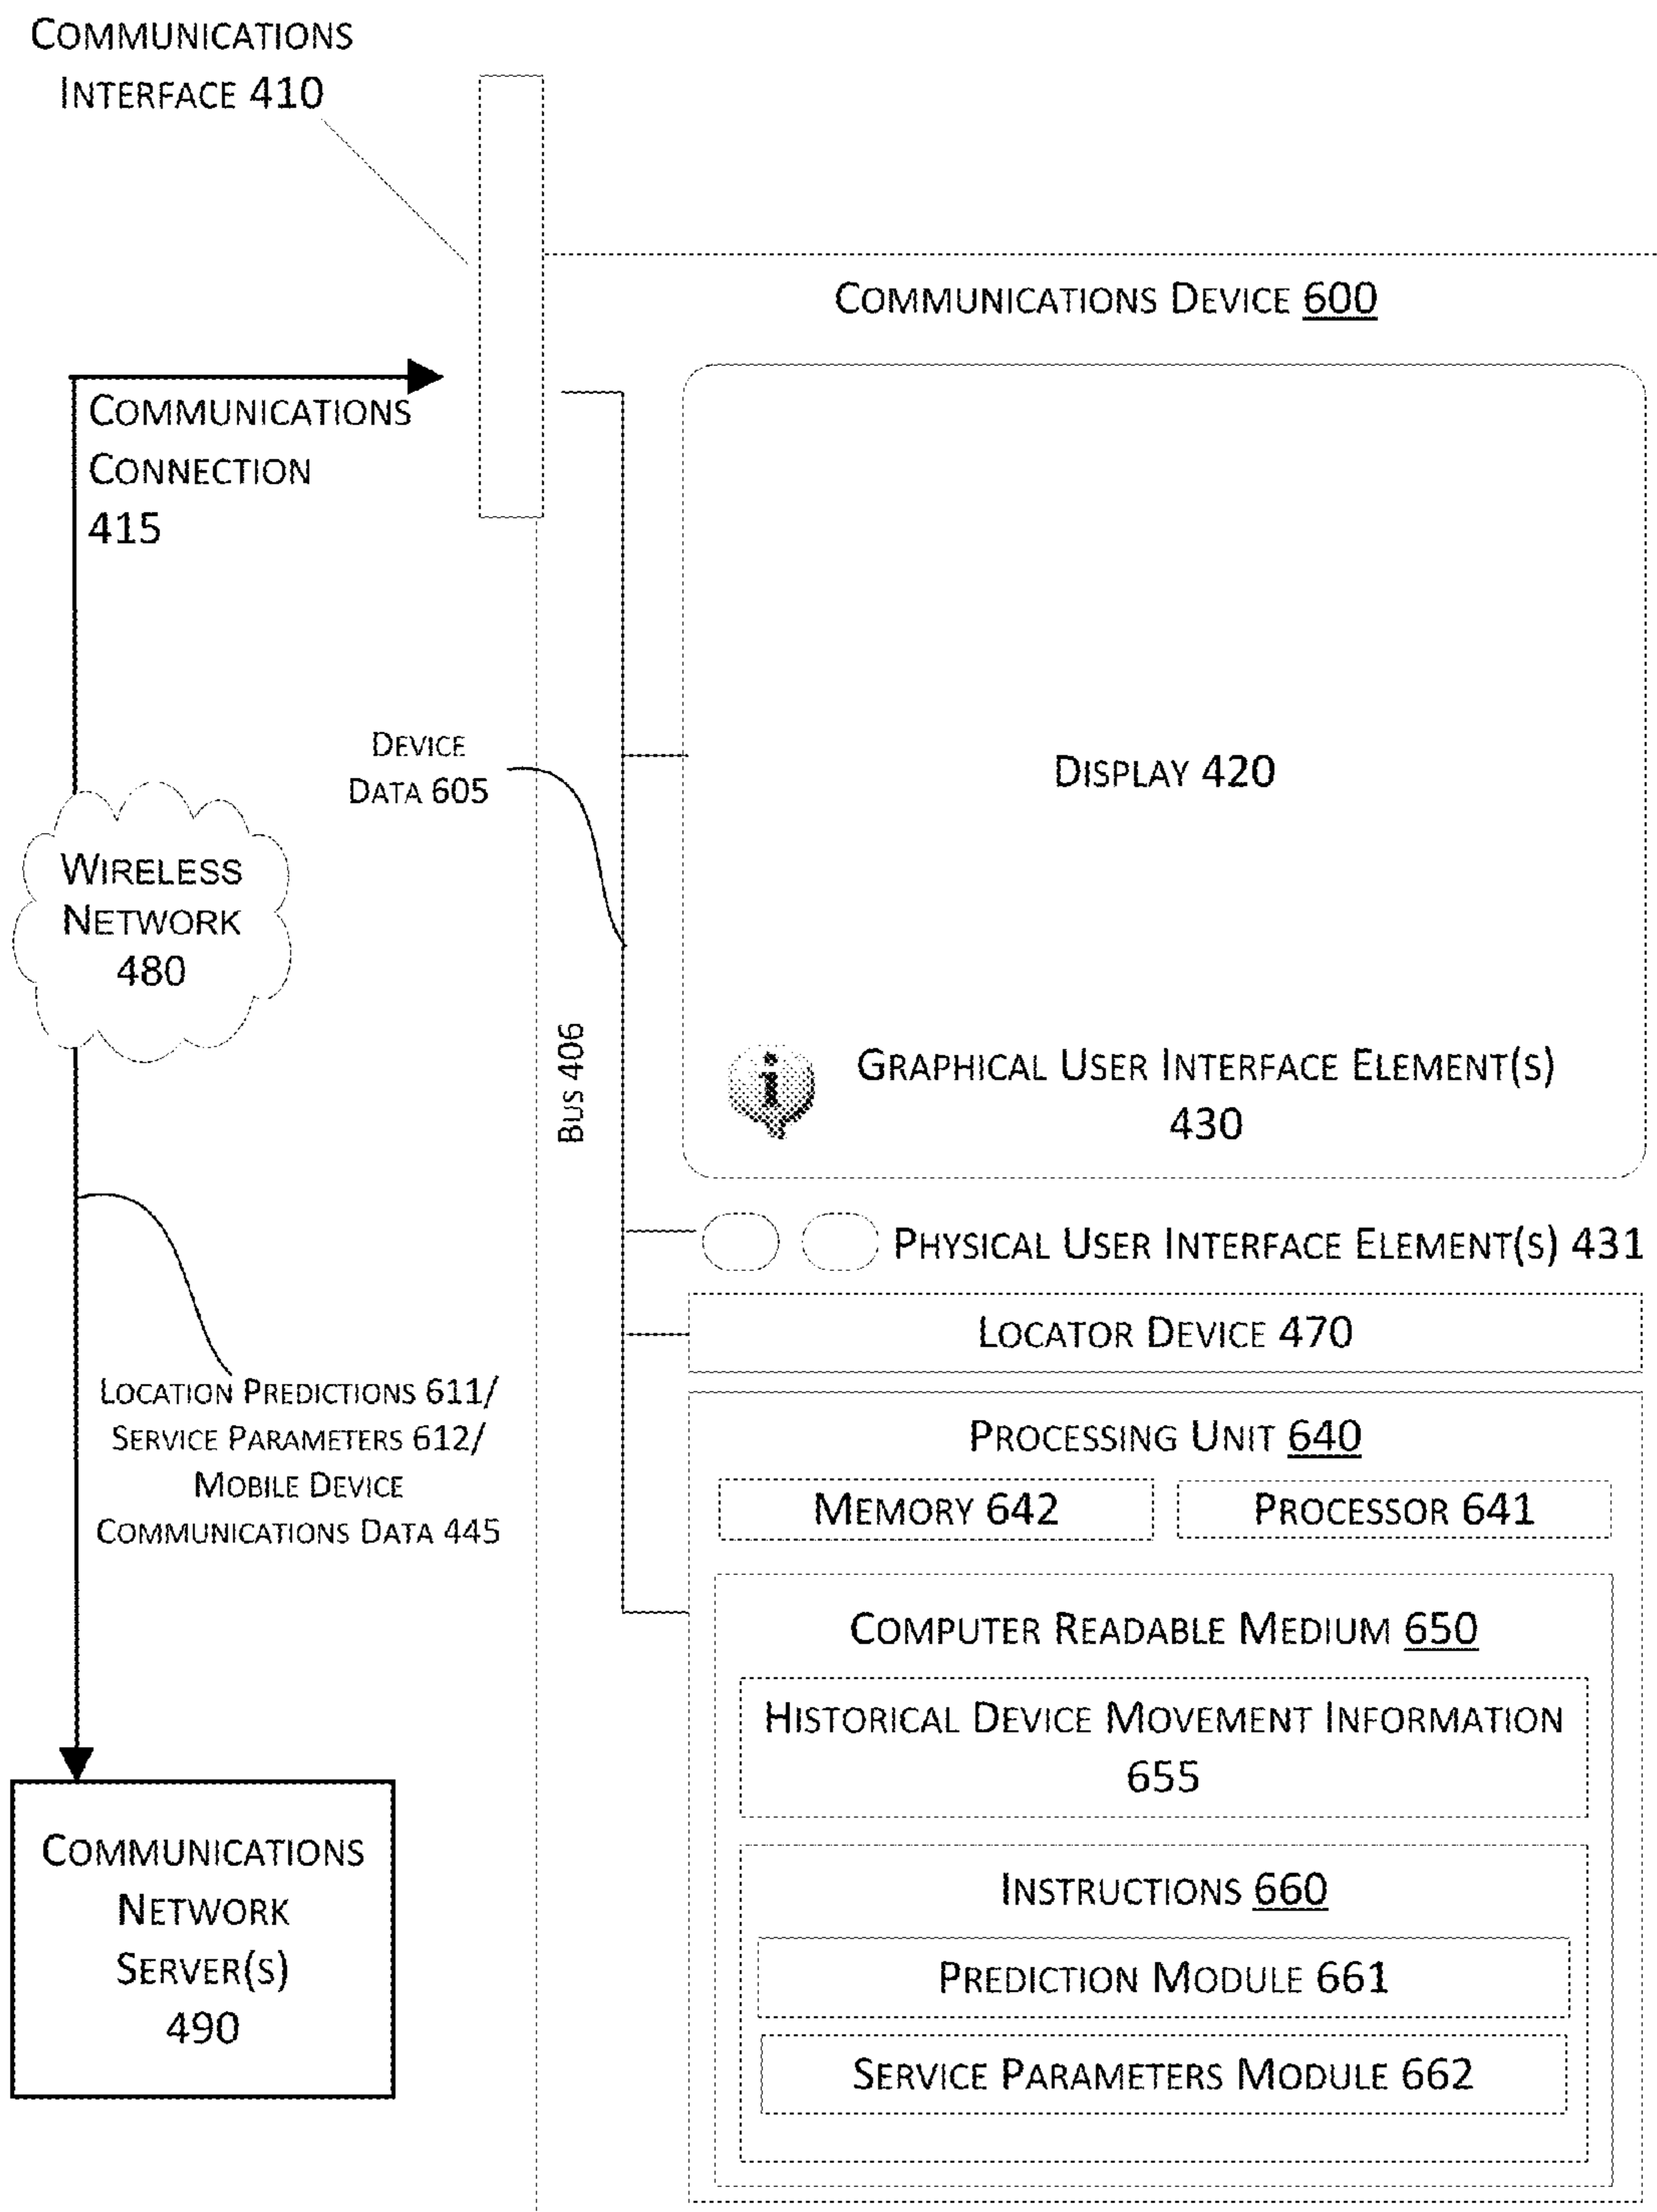 COMMUNICATIONS
INTERFACE 410
COMMUNICATIONS DEVICE 600
COMMUNICATIONS
CONNECTION
415
DEVICE
DATA 605
DISPLAY 420
WIRELESS
NETWORK
480
BUS 406
i
GRAPHICAL USER INTERFACE ELEMENT(S)
430
PHYSICAL USER INTERFACE ELEMENT(S) 431
LOCATOR DEVICE 470
LOCATION PREDICTIONS 611/
SERVICE PARAMETERS 612/
MOBILE DEVICE
COMMUNICATIONS DATA 445
PROCESSING UNIT 640
MEMORY 642
PROCESSOR 641
COMPUTER READABLE MEDIUM 650
HISTORICAL DEVICE MOVEMENT INFORMATION
655
INSTRUCTIONS 660
PREDICTION MODULE 661
SERVICE PARAMETERS MODULE 662
COMMUNICATIONS
NETWORK
SERVER(S)
490